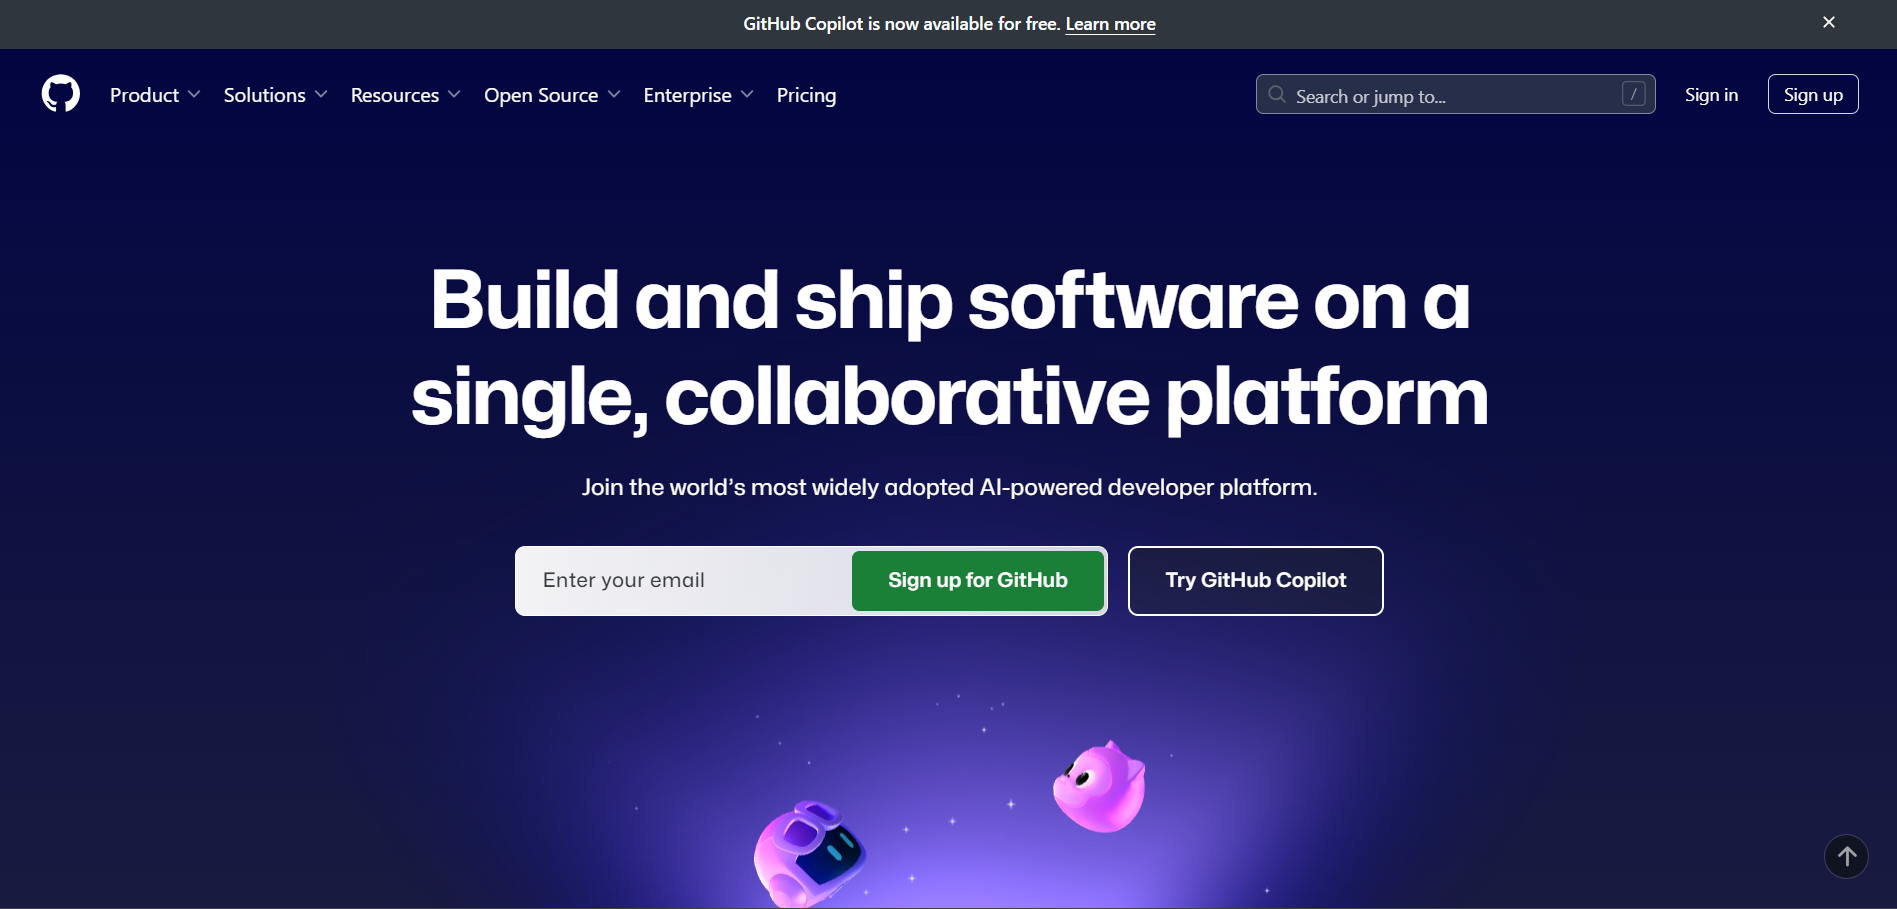 GitHub Copilot is now available for free. Learn more
Product Solutions Resources Open Source Enterprise Pricing
Search or jump to... /
Sign in
Sign up
Build and ship software on a
single, collaborative platform
Join the world’s most widely adopted AI-powered developer platform.
Enter your email
Sign up for GitHub
Try GitHub Copilot